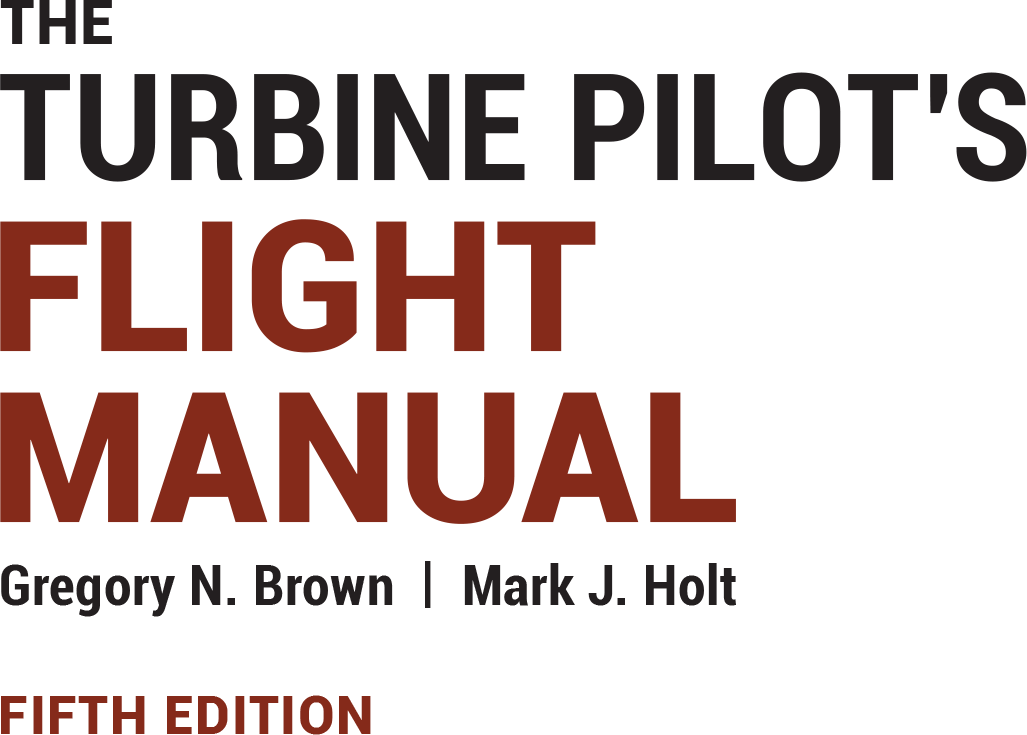 THE
TURBINE PILOT'S
FLIGHT
MANUAL
Gregory N. Brown | Mark J. Holt
FIFTH EDITION